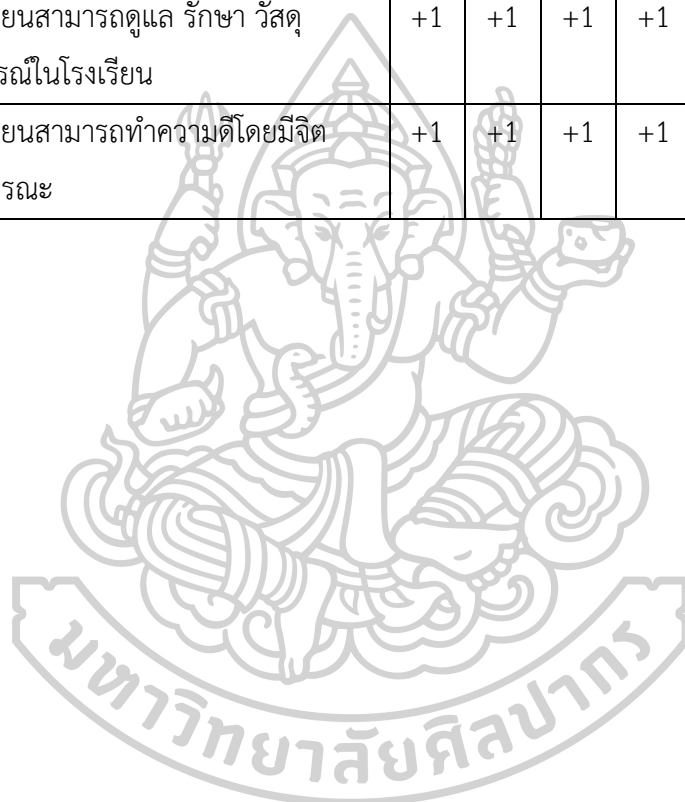 ยนสามารถดูแล รักษา วัสดุ +1 +1 +1 +1
รณ์ในโรงเรียน
ยนสามารถทำความดีโดยมีจิต +1 +1 +1 +1
รณะ
มหาวิทยาลัยศิลปากร